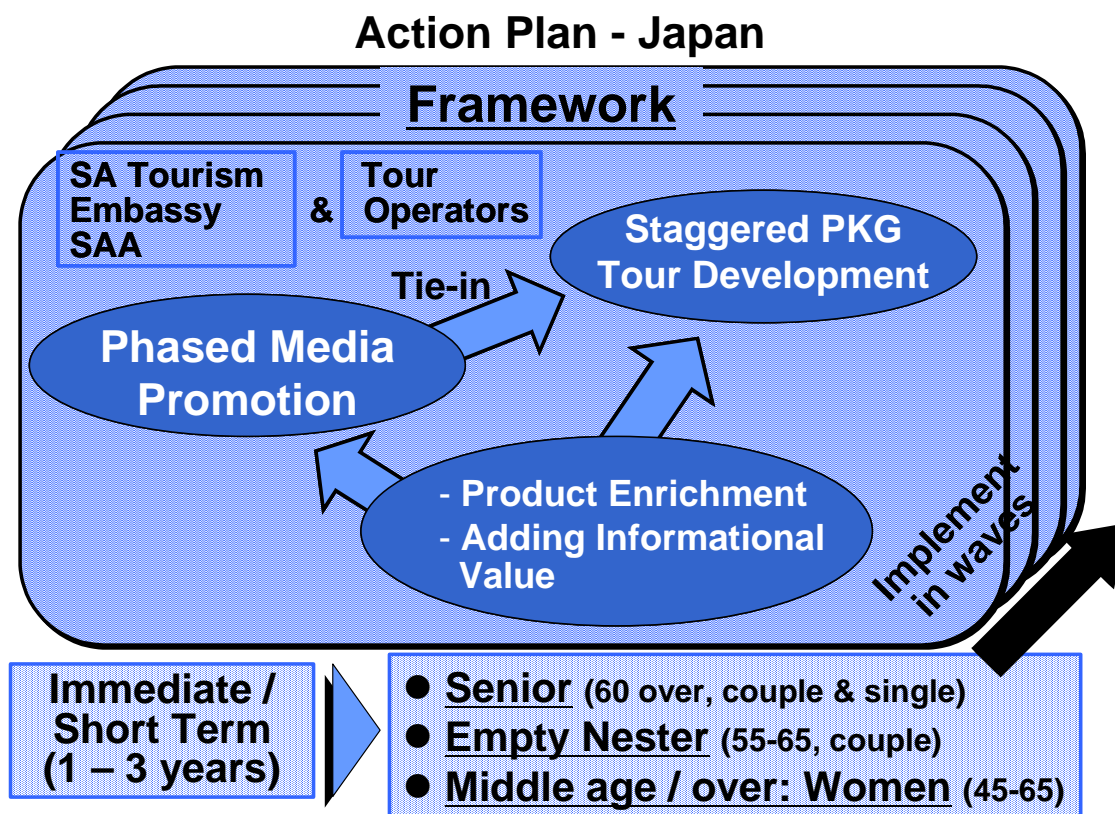 Action Plan - Japan
Framework
SA Tourism
Embassy
SAA
&
Tour
Operators
Staggered PKG
Tour Development
Tie-in
Phased Media
Promotion
- Product Enrichment
- Adding Informational
Value
Implement
in waves
Immediate /
Short Term
(1 – 3 years)
● Senior (60 over, couple & single)
● Empty Nester (55-65, couple)
● Middle age / over: Women (45-65)